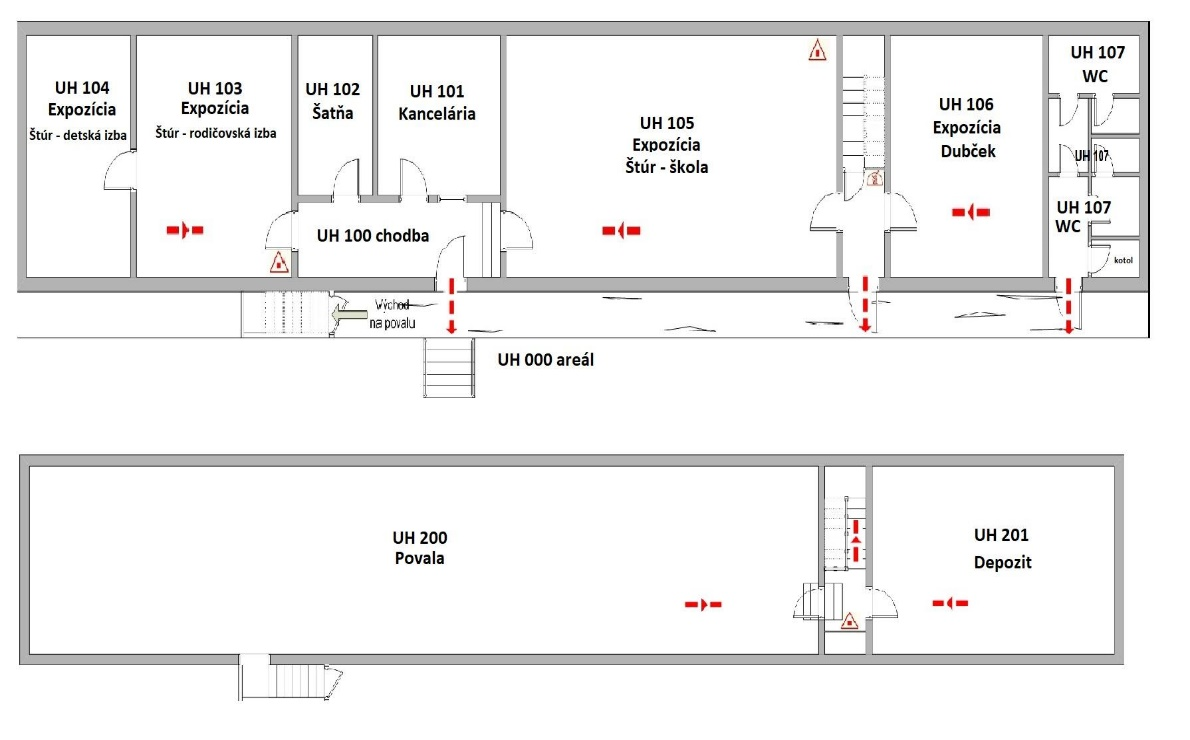 UH 104
Expozícia
Štúr - detská izba
UH 103
Expozícia
Štúr - rodičovská izba
UH 102
Šatňa
UH 101
Kancelária
UH 100 chodba
UH 105
Expozícia
Štúr - škola
UH 106
Expozícia
Dubček
UH 107
WC
UH 107
UH 107
WC
kotol
Východ
na povalu
UH 000 areál
UH 200
Povala
UH 201
Depozit